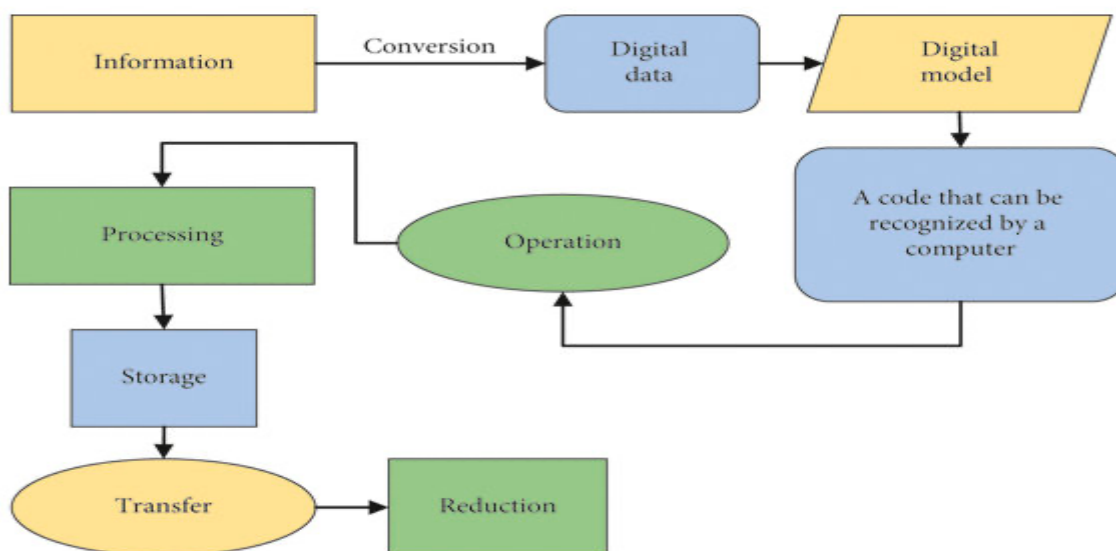 Information
Conversion
Digital
data
Digital
model
A code that can be
recognized by a
computer
Operation
Processing
Storage
Transfer
Reduction